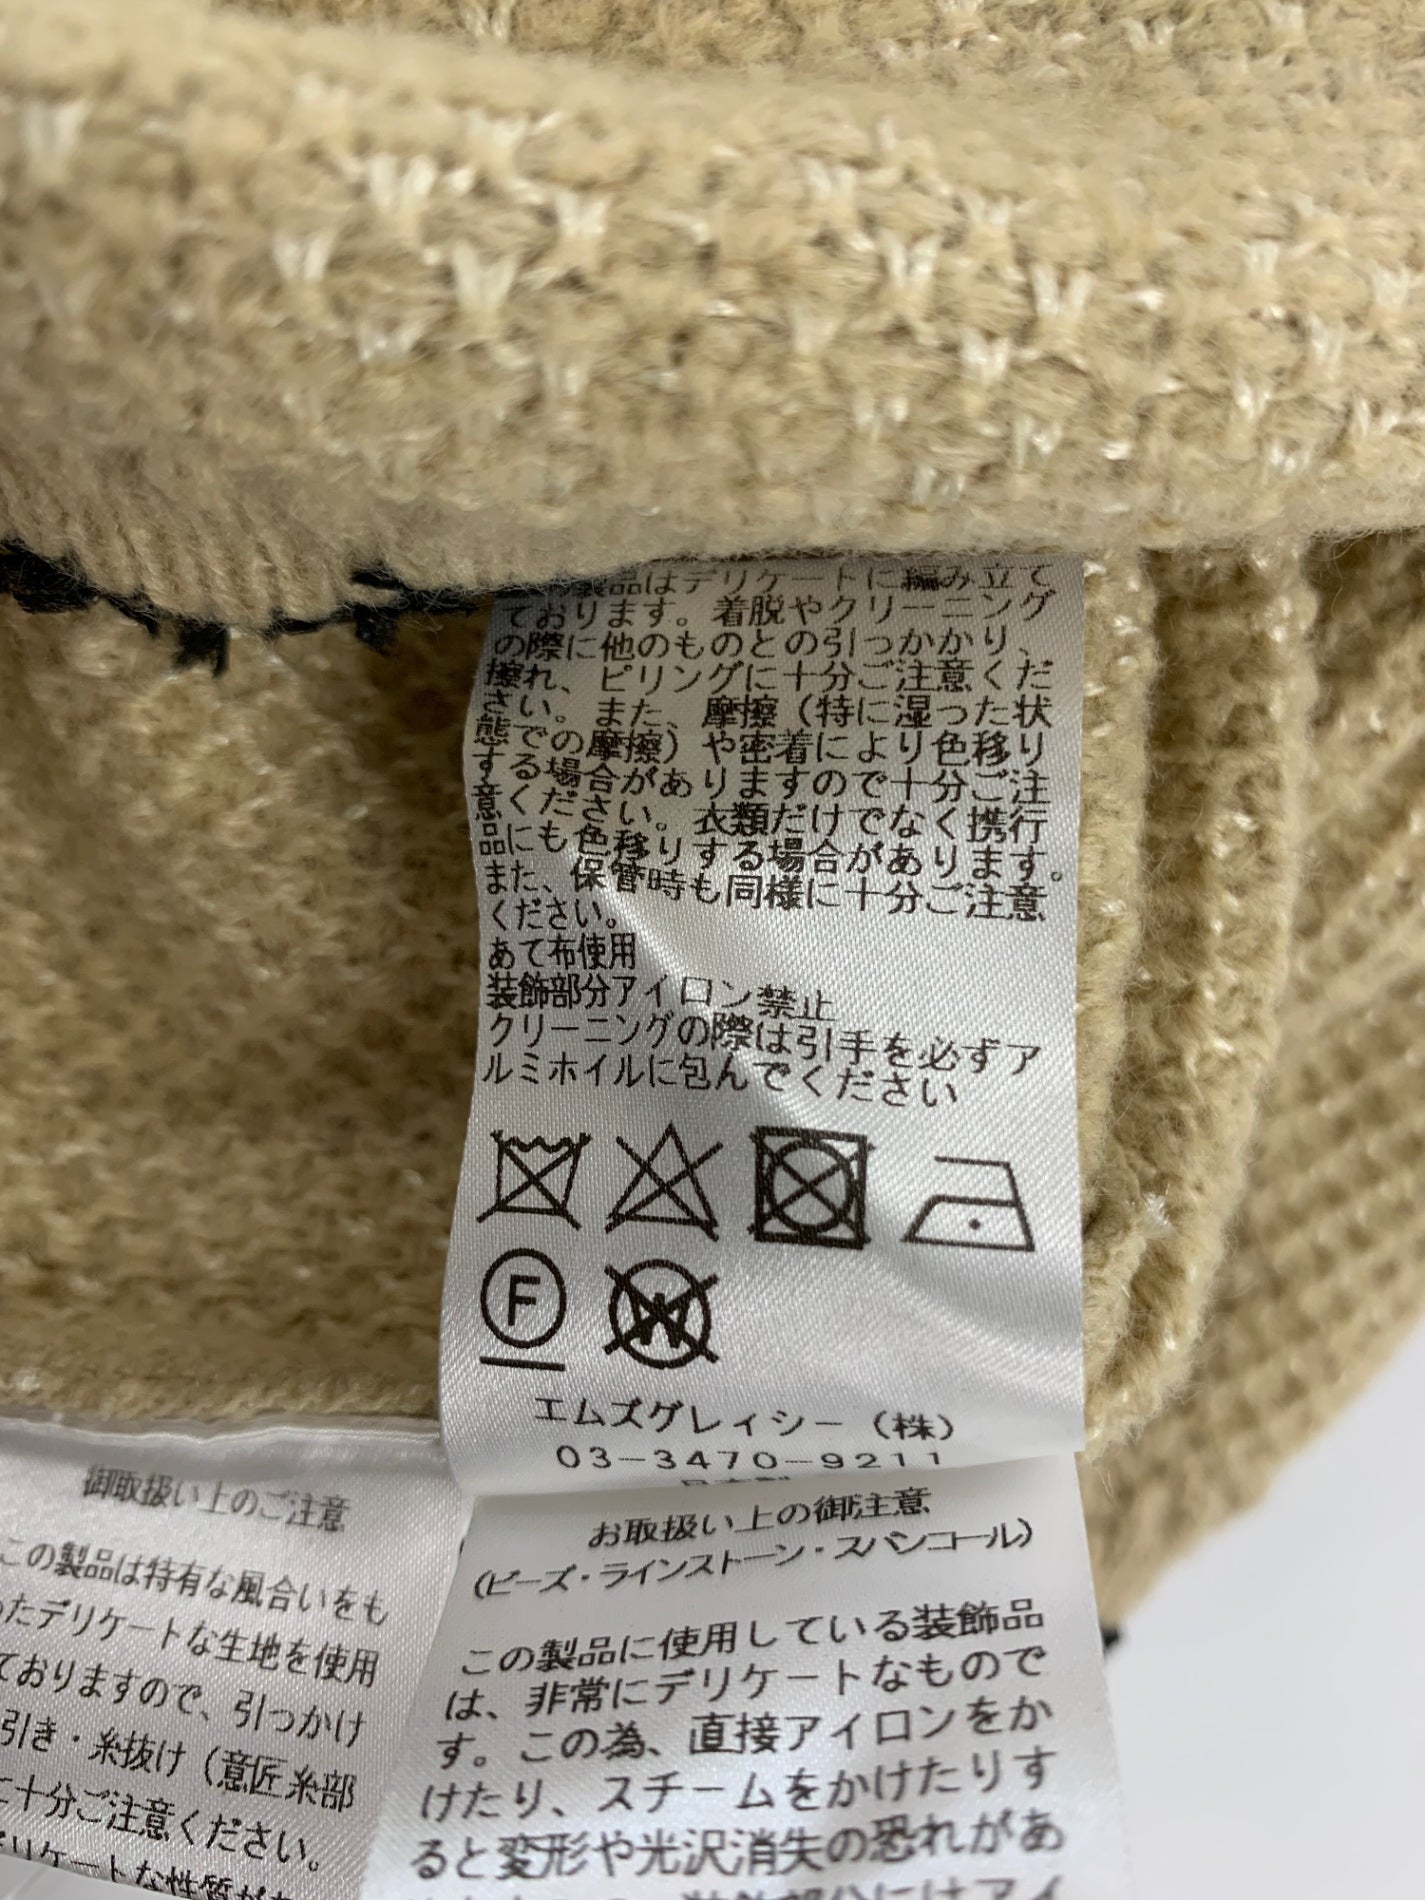 製品はデリケートに編み立て
ております。着脱やクリーニング
の際に他のものとの引っかかり、
擦れ、ピリングに十分ご注意くだ
さい。また、摩擦（特に湿った状
態での摩擦）や密着により色移り
する場合がありますので十分ご注
意ください。衣類だけでなく携行
品にも色移りする場合があります。
また、保管時も同様に十分ご注意
ください。
あて布使用
装飾部分アイロン禁止
クリーニングの際は引手を必ずア
ルミホイルに包んでください
F
W
エムズグレィシー（株）
03-3470-9211
お取扱い上の御注意
（ビーズ・ラインストーン・スパンコール）
この製品に使用している装飾品
は、非常にデリケートなもので
す。この為、直接アイロンをか
けたり、スチームをかけたりす
ると変形や光沢消失の恐れがあ
御取扱い上のご注意
この製品は特有な風合いをも
ったデリケートな生地を使用
ておりますので、引っかけ
引き・糸抜け（意匠糸部
に十分ご注意ください。
デリケートな性質が